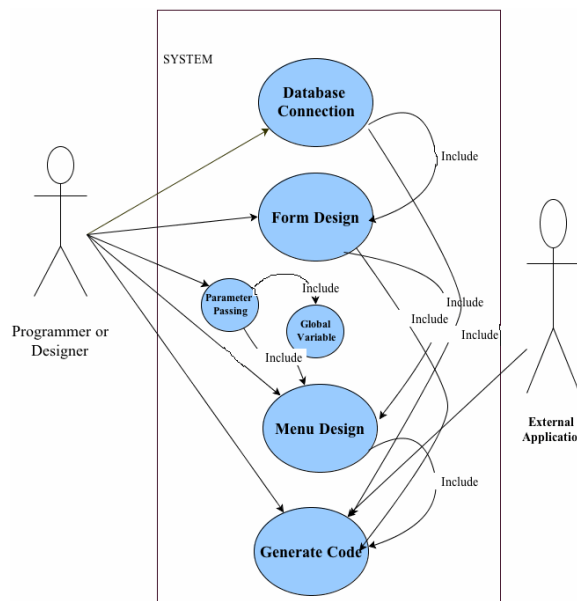 SYSTEM
Database
Connection
Include
Form Design
Parameter
Passing
Include
Global
Variable
Include
Include
Include
Include
Programmer or
Designer
Menu Design
External
Application
Include
Generate Code